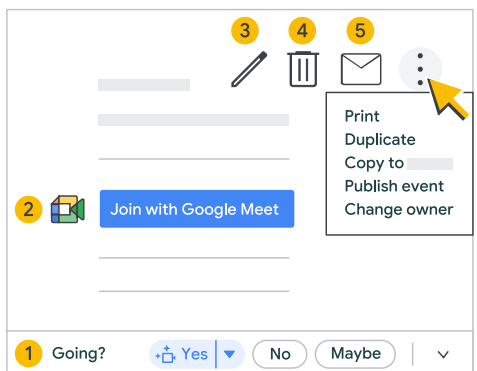 3 4 5
Print
Duplicate
Copy to
Publish event
Change owner
2 Join with Google Meet
1 Going? Yes No Maybe